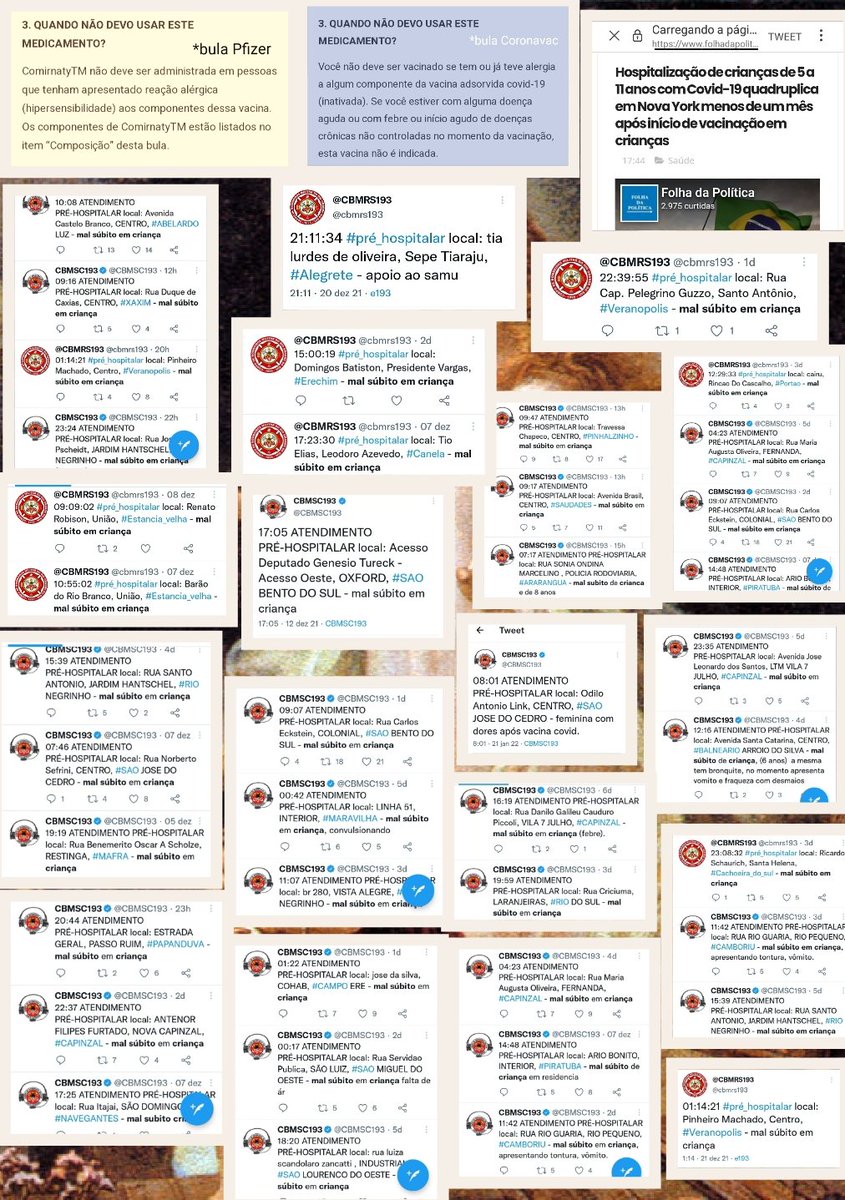 3. QUANDO NÃO DEVO USAR ESTE
MEDICAMENTO?
*bula Pfizer
ComirnatyTM não deve ser administrada em pessoas
que tenham apresentado reação alérgica
(hipersensibilidade) aos componentes dessa vacina.
Os componentes de ComirnatyTM estão listados no
item "Composição" desta bula.
3. QUANDO NÃO DEVO USAR ESTE
MEDICAMENTO?
*bula Coronavac
Você não deve ser vacinado se tem ou já teve alergia
a algum componente da vacina adsorvida covid-19
(inativada). Se você estiver com alguma doença
aguda ou com febre ou início agudo de doenças
crônicas não controladas no momento da vacinação,
esta vacina não é indicada.
Carregando a pági...
https://www.folhadapolit...
TWEET
Hospitalização de crianças de 5 a
11 anos com Covid-19 quadruplica
em Nova York menos de um mês
após início de vacinação em
crianças
17:44 Saúde
FOLHA DA POLÍTICA
Folha da Política
2.975 curtidas
10:08 ATENDIMENTO
PRÉ-HOSPITALAR local: Avenida
Castelo Branco, CENTRO, #ABELARDO
LUZ - mal súbito em criança
13 14
CBMSC193 @CBMSC193 · 12h
09:16 ATENDIMENTO
PRÉ-HOSPITALAR local: Rua Duque de
Caxias, CENTRO, #XAXIM - mal súbito
em criança
5 4
@CBMRS193 @cbmrs193 · 20h
01:14:21 #pré_hospitalar local: Pinheiro
Machado, Centro, #Veranopolis - mal
súbito em criança
4 8
CBMSC193 @CBMSC193 · 22h
23:24 ATENDIMENTO
PRÉ-HOSPITALAR local: Rua Jo
Pscheidt, JARDIM HANTSCHEL,
NEGRINHO - mal súbito em criança
@CBMRS193
@cbmrs193
21:11:34 #pré_hospitalar local: tia
lurdes de oliveira, Sepe Tiaraju,
#Alegrete - apoio ao samu
21:11 · 20 dez 21 · e193
@CBMRS193 @cbmrs193 · 1d
22:39:55 #pré_hospitalar local: Rua
Cap. Pelegrino Guzzo, Santo Antônio,
#Veranopolis - mal súbito em criança
1 1
@CBMRS193 @cbmrs193 · 2d
15:00:19 #pré_hospitalar local:
Domingos Batiston, Presidente Vargas,
#Erechim - mal súbito em criança
@CBMRS193 @cbmrs193 · 07 dez
17:23:30 #pré_hospitalar local: Tio
Elias, Leodoro Azevedo, #Canela - mal
súbito em criança
CBMSC193 @CBMSC193 · 13h
09:47 ATENDIMENTO
PRÉ-HOSPITALAR local: Travessa
Chapeco, CENTRO, #PINHALZINHO -
mal súbito em criança
9 8 17
CBMSC193 @CBMSC193 · 13h
09:17 ATENDIMENTO
PRÉ-HOSPITALAR local: Avenida Brasil,
CENTRO, #SAUDADES - mal súbito em
criança
5 7 11
CBMSC193 @CBMSC193 · 15h
07:17 ATENDIMENTO PRÉ-HOSPITALAR
local: RUA SONIA ONDINA
MARCELINO , POLICIA RODOVIARIA,
#ARARANGUA - mal súbito em crianca
e de 8 anos
@CBMRS193 @cbmrs193 · 3d
12:29:33 #pré_hospitalar local: cairu,
Rincao Do Cascalho, #Portao - mal
súbito em criança
4 3
CBMSC193 @CBMSC193 · 5d
04:23 ATENDIMENTO
PRÉ-HOSPITALAR local: Rua Maria
Augusta Oliveira, FERNANDA,
#CAPINZAL - mal súbito em criança
7 9
CBMSC193 @CBMSC193 · 2d
09:07 ATENDIMENTO
PRÉ-HOSPITALAR local: Rua Carlos
Eckstein, COLONIAL, #SAO BENTO DO
SUL - mal súbito em criança
4 18 21
CBMSC193 @CBMSC193 · 07 d
14:48 ATENDIMENTO
PRÉ-HOSPITALAR local: ARIO BO
INTERIOR, #PIRATUBA - mal súbito de
@CBMRS193 @cbmrs193 · 08 dez
09:09:02 #pré_hospitalar local: Renato
Robison, União, #Estancia_velha - mal
súbito em criança
2
@CBMRS193 @cbmrs193 · 07 dez
10:55:02 #pré_hospitalar local: Barão
do Rio Branco, União, #Estancia_velha -
mal súbito em criança
CBMSC193
@CBMSC193
17:05 ATENDIMENTO
PRÉ-HOSPITALAR local: Acesso
Deputado Genesio Tureck -
Acesso Oeste, OXFORD, #SAO
BENTO DO SUL - mal súbito em
criança
17:05 · 12 dez 21 · CBMSC193
CBMSC193 @CBMSC193 · 4d
15:39 ATENDIMENTO
PRÉ-HOSPITALAR local: RUA SANTO
ANTONIO, JARDIM HANTSCHEL, #RIO
NEGRINHO - mal súbito em criança
5 2
CBMSC193 @CBMSC193 · 07 dez
07:46 ATENDIMENTO
PRÉ-HOSPITALAR local: Rua Norberto
Sefrini, CENTRO, #SAO JOSE DO
CEDRO - mal súbito em criança
1 4 8
CBMSC193 @CBMSC193 · 05 dez
19:19 ATENDIMENTO PRÉ-HOSPITALAR
local: Rua Benemerito Oscar A Scholze,
RESTINGA, #MAFRA - mal súbito em
criança
Tweet
CBMSC193
@CBMSC193
08:01 ATENDIMENTO
PRÉ-HOSPITALAR local: Odilo
Antonio Link, CENTRO, #SAO
JOSE DO CEDRO - feminina com
dores após vacina covid.
8:01 · 21 jan 22 · CBMSC193
CBMSC193 @CBMSC193 · 5d
23:35 ATENDIMENTO
PRÉ-HOSPITALAR local: Avenida Jose
Leonardo dos Santos, LTM VILA 7
JULHO, #CAPINZAL - mal súbito em
criança
3 5
CBMSC193 @CBMSC193 · 4d
12:16 ATENDIMENTO PRÉ-HOSPITALAR
local: Avenida Santa Catarina, CENTRO,
#BALNEARIO ARROIO DO SILVA - mal
súbito de criança, (6 anos) a mesma
tem bronquite, no momento apresenta
vomito e fraqueza com desmaios
2 3
CBMSC193 @CBMSC193 · 1d
09:07 ATENDIMENTO
PRÉ-HOSPITALAR local: Rua Carlos
Eckstein, COLONIAL, #SAO BENTO DO
SUL - mal súbito em criança
4 18 21
CBMSC193 @CBMSC193 · 5d
00:42 ATENDIMENTO
PRÉ-HOSPITALAR local: LINHA 51,
INTERIOR, #MARAVILHA - mal súbito
em criança, convulsionando
6 5
CBMSC193 @CBMSC193 · 3d
11:07 ATENDIMENTO PRÉ-HOSP
local: br 280, VISTA ALEGRE, #
NEGRINHO - mal súbito em criança
CBMSC193 @CBMSC193 · 6d
16:19 ATENDIMENTO PRÉ-HOSPITALAR
local: Rua Danilo Galileu Cauduro
Piccoli, VILA 7 JULHO, #CAPINZAL -
mal súbito em criança (febre).
2 1
CBMSC193 @CBMSC193 · 3d
19:59 ATENDIMENTO
PRÉ-HOSPITALAR local: Rua Criciuma,
LARANJEIRAS, #RIO DO SUL - mal
súbito em criança
@CBMRS193 @cbmrs193 · 3d
23:08:32 #pré_hospitalar local: Ricardo
Schaurich, Santa Helena,
#Cachoeira_do_sul - mal súbito em
criança
1 5 5
CBMSC193 @CBMSC193 · 3d
11:42 ATENDIMENTO PRÉ-HOSPITALAR
local: RUA RIO GUARIA, RIO PEQUENO,
#CAMBORIU - mal súbito em criança,
apresentando tontura, vômito.
5 4
CBMSC193 @CBMSC193 · 5d
15:39 ATENDIMENTO
PRÉ-HOSPITALAR local: RUA SANTO
ANTONIO, JARDIM HANTSCHEL, #RIO
NEGRINHO - mal súbito em criança
CBMSC193 @CBMSC193 · 23h
20:44 ATENDIMENTO
PRÉ-HOSPITALAR local: ESTRADA
GERAL, PASSO RUIM, #PAPANDUVA -
mal súbito em criança
2 6
CBMSC193 @CBMSC193 · 2d
22:37 ATENDIMENTO
PRÉ-HOSPITALAR local: ANTENOR
FILIPES FURTADO, NOVA CAPINZAL,
#CAPINZAL - mal súbito em criança
7 4
CBMSC193 @CBMSC193 · 07 dez
17:25 ATENDIMENTO PRÉ-HOSPITALAR
local: Rua Itajai, SÃO DOMINGO
#NAVEGANTES - mal subito crianç
CBMSC193 @CBMSC193 · 1d
01:22 ATENDIMENTO
PRÉ-HOSPITALAR local: jose da silva,
COHAB, #CAMPO ERE - mal súbito em
criança
7 9
CBMSC193 @CBMSC193 · 2d
00:17 ATENDIMENTO
PRÉ-HOSPITALAR local: Rua Servidao
Publica, SÃO LUIZ, #SAO MIGUEL DO
OESTE - mal súbito em criança falta de
ár
5 6
CBMSC193 @CBMSC193 · 5d
18:20 ATENDIMENTO
PRÉ-HOSPITALAR local: rua luiza
scandolaro zancatti , INDUSTRIA
#SAO LOURENCO DO OESTE - mal
súbito em criança
CBMSC193 @CBMSC193 · 4d
04:23 ATENDIMENTO
PRÉ-HOSPITALAR local: Rua Maria
Augusta Oliveira, FERNANDA,
#CAPINZAL - mal súbito em criança
7 9
CBMSC193 @CBMSC193 · 07 dez
14:48 ATENDIMENTO
PRÉ-HOSPITALAR local: ARIO BONITO,
INTERIOR, #PIRATUBA - mal súbito de
criança em residencia
5 8
CBMSC193 @CBMSC193 · 2d
11:42 ATENDIMENTO PRÉ-HOSPITALAR
local: RUA RIO GUARIA, RIO PEQUENO,
#CAMBORIU - mal súbito em criança,
apresentando tontura, vômito.
5 4
@CBMRS193
@cbmrs193
01:14:21 #pré_hospitalar local:
Pinheiro Machado, Centro,
#Veranopolis - mal súbito em
criança
1:14 · 21 dez 21 · e193